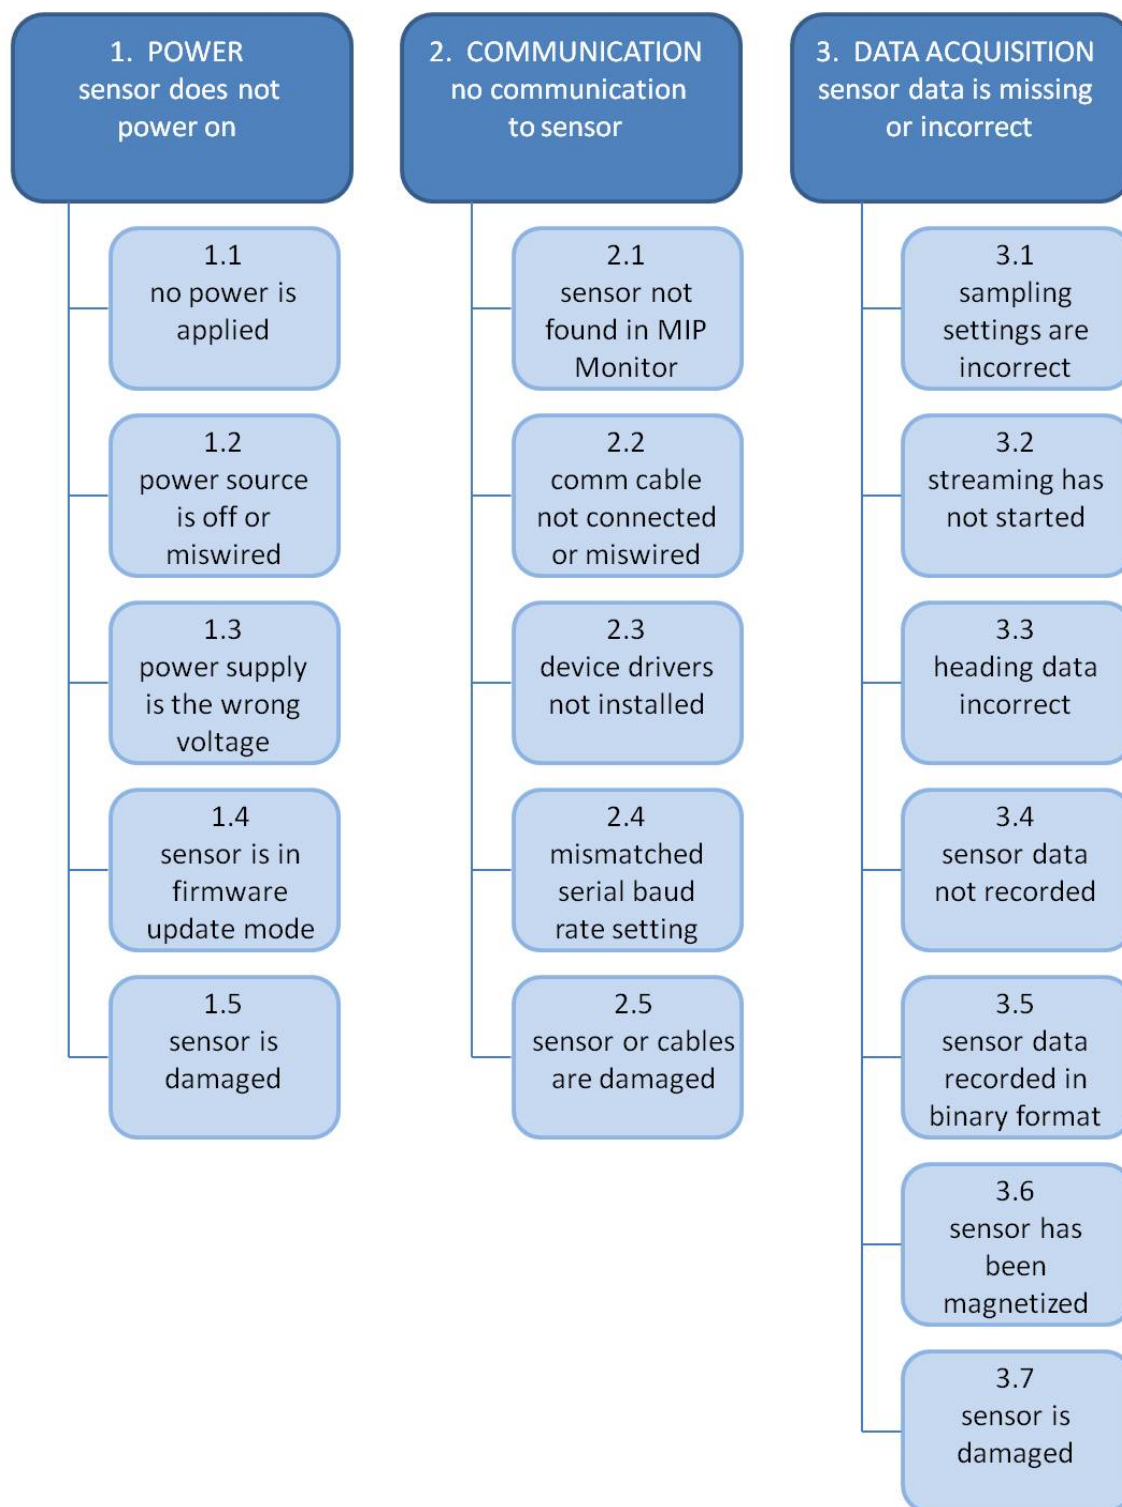 1. POWER
sensor does not
power on
1.1
no power is
applied
1.2
power source
is off or
miswired
1.3
power supply
is the wrong
voltage
1.4
sensor is in
firmware
update mode
1.5
sensor is
damaged
2. COMMUNICATION
no communication
to sensor
2.1
sensor not
found in MIP
Monitor
2.2
comm cable
not connected
or miswired
2.3
device drivers
not installed
2.4
mismatched
serial baud
rate setting
2.5
sensor or cables
are damaged
3. DATA ACQUISITION
sensor data is missing
or incorrect
3.1
sampling
settings are
incorrect
3.2
streaming has
not started
3.3
heading data
incorrect
3.4
sensor data
not recorded
3.5
sensor data
recorded in
binary format
3.6
sensor has
been
magnetized
3.7
sensor is
damaged